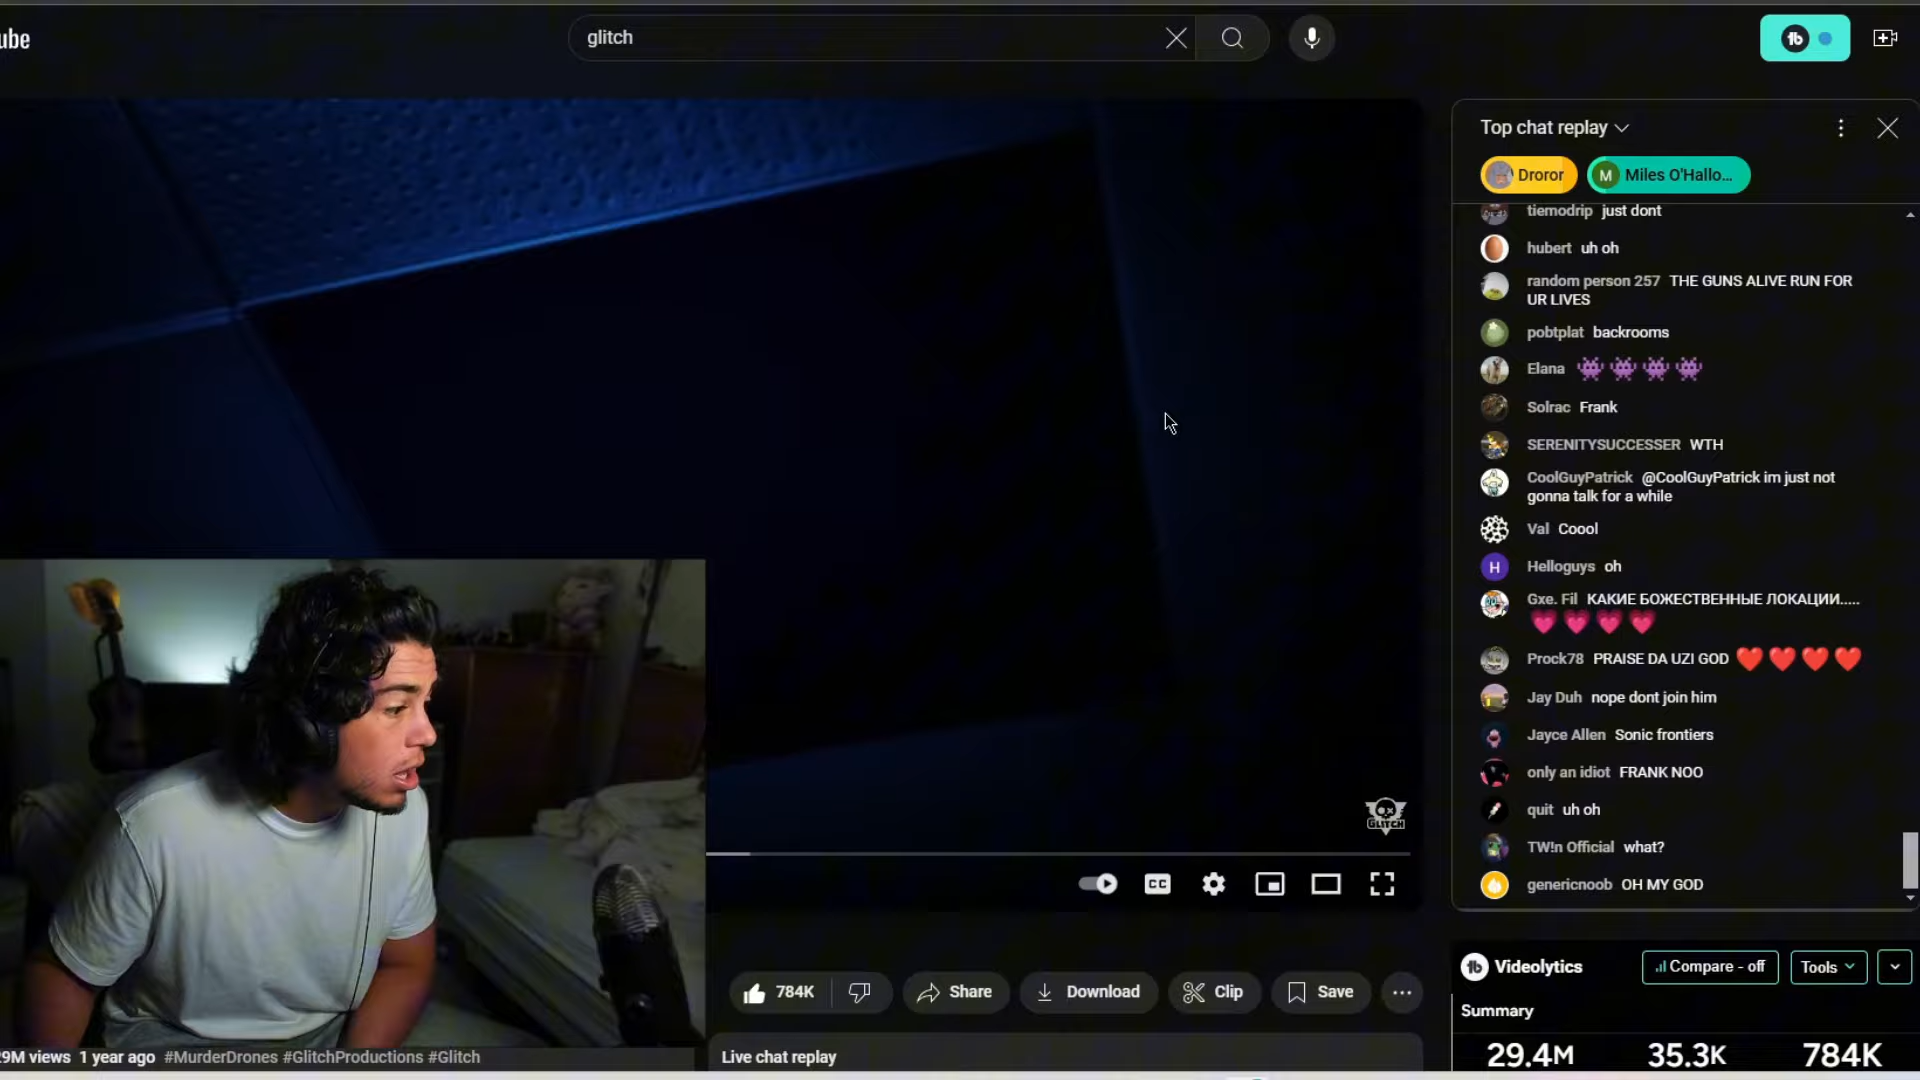 ube
glitch
Top chat replay
Droror
M Miles O'Hallo...
tiemodrip just dont
hubert uh oh
random person 257 THE GUNS ALIVE RUN FOR
UR LIVES
pobtplat backrooms
Elana 👾 👾 👾 👾
Solrac Frank
SERENITYSUCCESSER WTH
CoolGuyPatrick @CoolGuyPatrick im just not
gonna talk for a while
Val Coool
H Helloguys oh
Gxe. Fil КАКИЕ БОЖЕСТВЕННЫЕ ЛОКАЦИИ.....
💗 💗 💗 💗
Prock78 PRAISE DA UZI GOD ❤️ ❤️ ❤️ ❤️
Jay Duh nope dont join him
Jayce Allen Sonic frontiers
only an idiot FRANK NOO
quit uh oh
TW!n Official what?
genericnoob OH MY GOD
GLITCH
CC
784K
Share
Download
Clip
Save
Live chat replay
29M views 1 year ago #MurderDrones #GlitchProductions #Glitch
tb Videolytics
Compare - off
Tools
Summary
29.4M
35.3K
784K